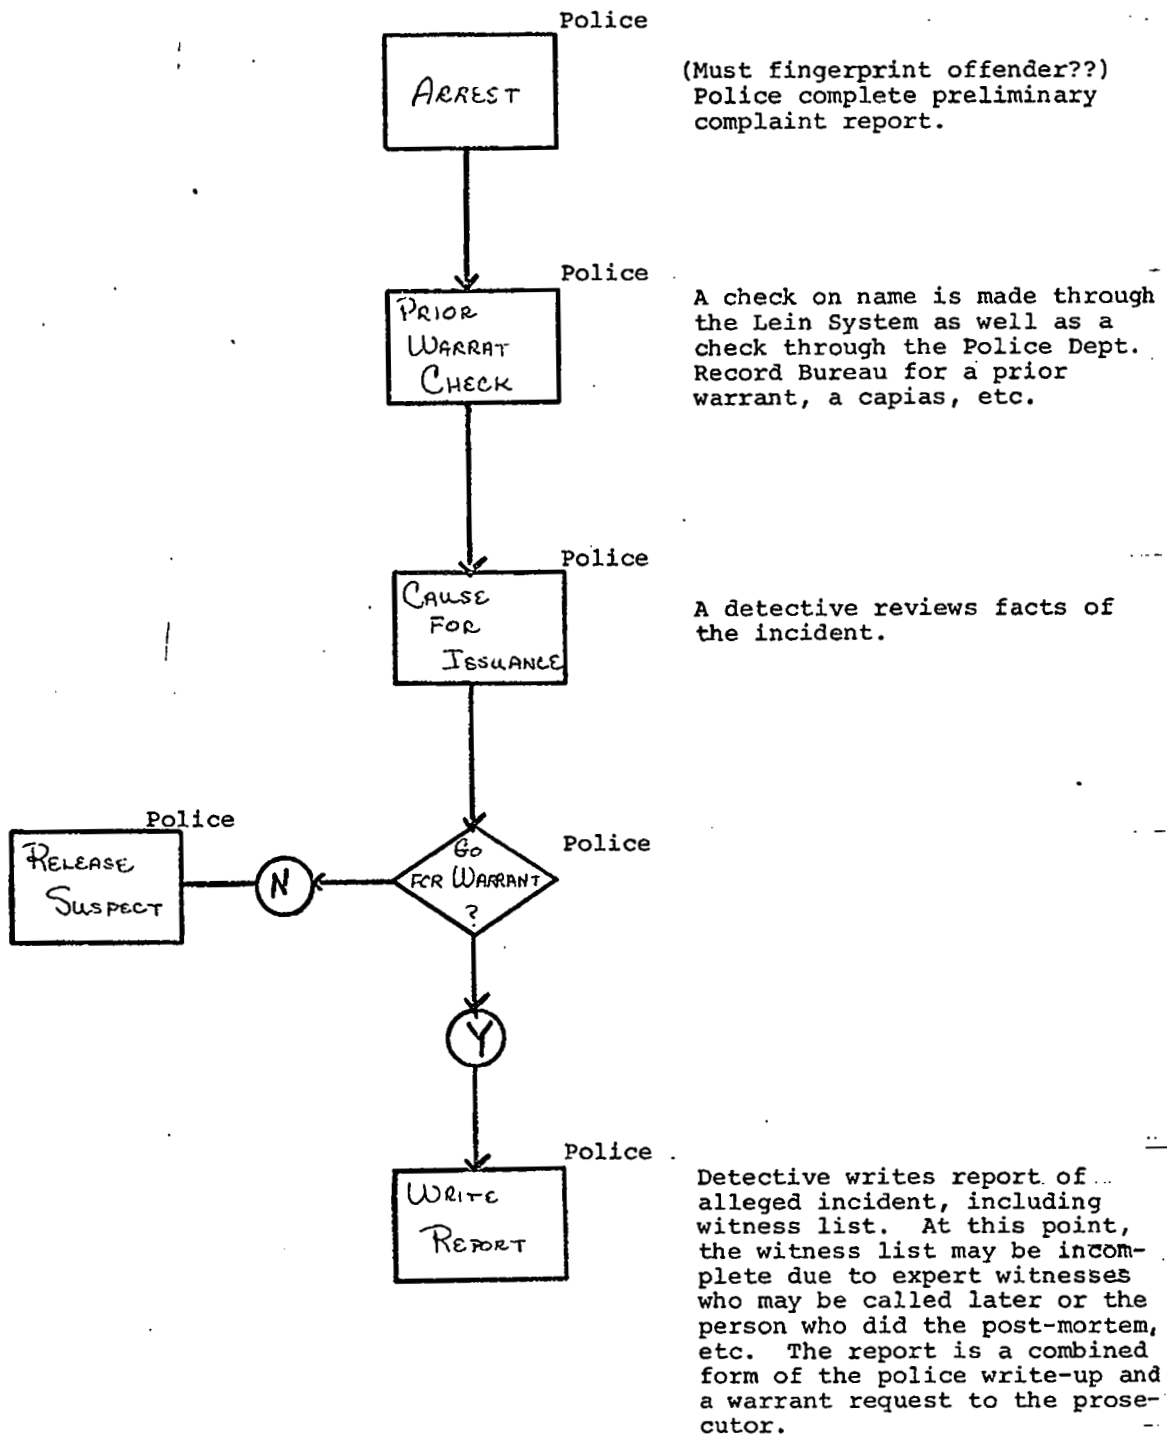 Police
ARREST
(Must fingerprint offender??)
Police complete preliminary
complaint report.
Police
PRIOR
WARRAT
CHECK
A check on name is made through
the Lein System as well as a
check through the Police Dept.
Record Bureau for a prior
warrant, a capias, etc.
Police
CAUSE
FOR
ISSUANCE
A detective reviews facts of
the incident.
Police
RELEASE
SUSPECT
N
Police
GO
FOR WARRANT
?
Y
Police
WRITE
REPORT
Detective writes report of
alleged incident, including
witness list. At this point,
the witness list may be incom-
plete due to expert witnesses
who may be called later or the
person who did the post-mortem,
etc. The report is a combined
form of the police write-up and
a warrant request to the prose-
cutor.